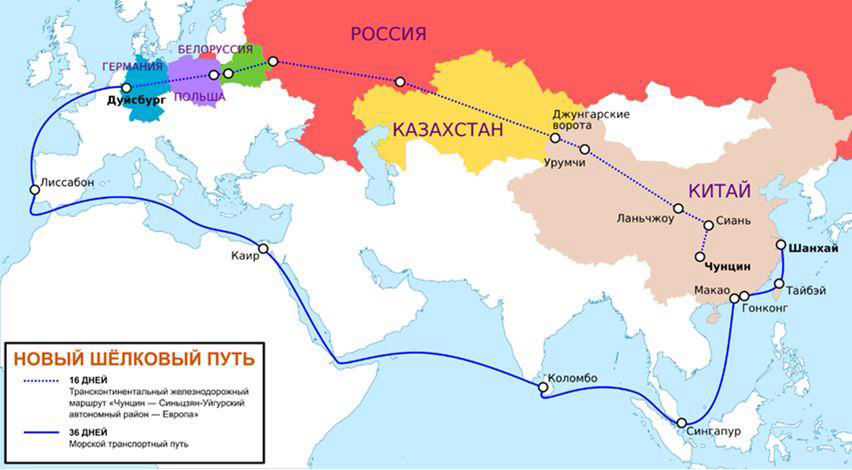 РОССИЯ
БЕЛОРУССИЯ
ГЕРМАНИЯ
ПОЛЬША
Дуйсбург
КАЗАХСТАН
Джунгарские
ворота
Урумчи
КИТАЙ
Лиссабон
Ланьчжоу
Сиань
Шанхай
Каир
Чунцин
Макао
Тайбэй
Гонконг
Коломбо
Сингапур
НОВЫЙ ШЁЛКОВЫЙ ПУТЬ
16 ДНЕЙ
Трансконтинентальный железнодорожный
маршрут «Чунцин — Синьцзян-Уйгурский
автономный район — Европа»
36 ДНЕЙ
Морской транспортный путь